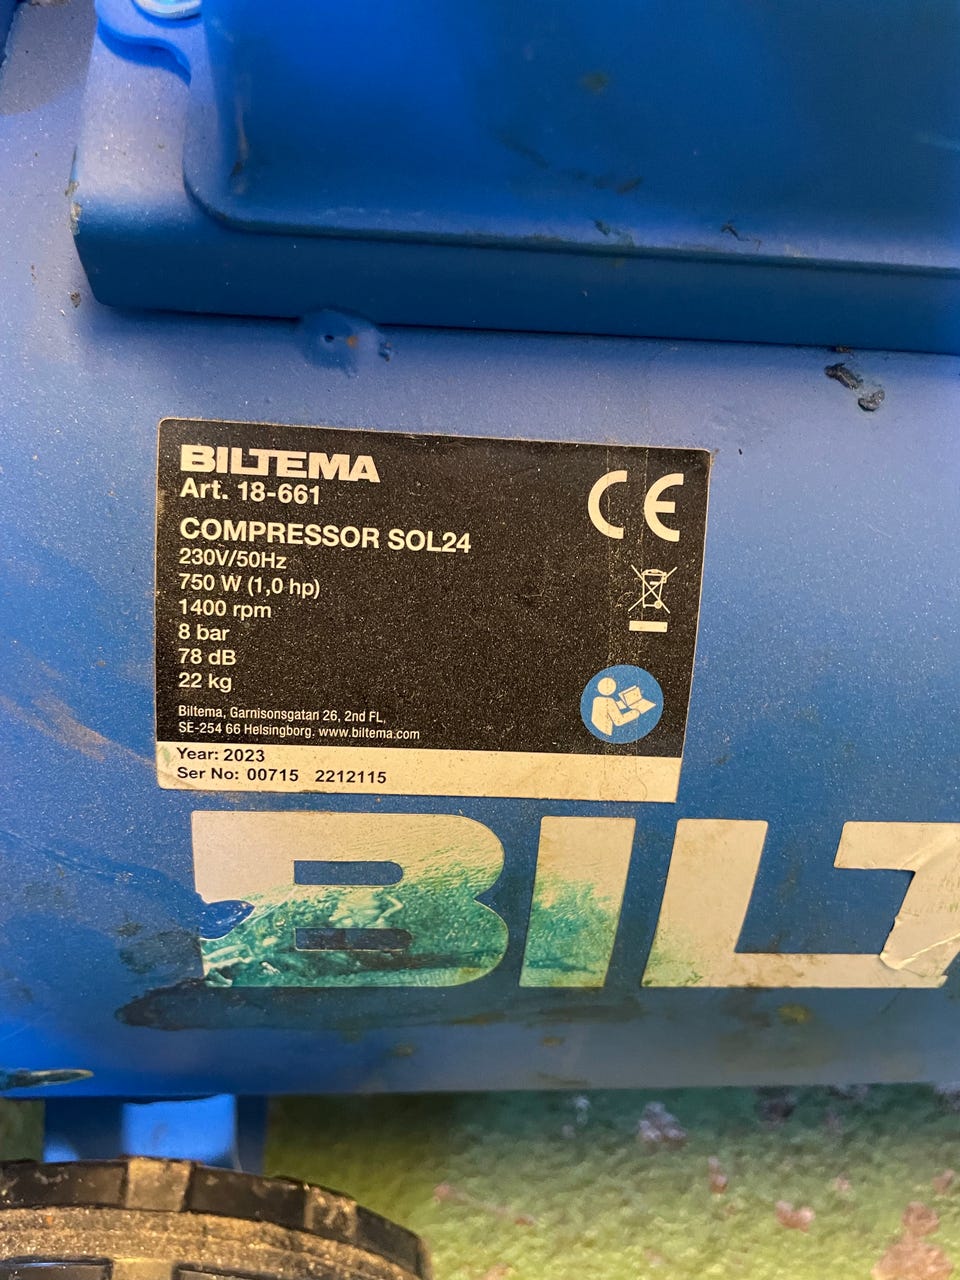 BILTEMA
Art. 18-661
COMPRESSOR SOL24
230V/50Hz
750 W (1,0 hp)
1400 rpm
8 bar
78 dB
22 kg
Biltema, Garnisonsgatan 26, 2nd FL,
SE-254 66 Helsingborg. www.biltema.com
CE
Year: 2023
Ser No: 00715 2212115
BILT